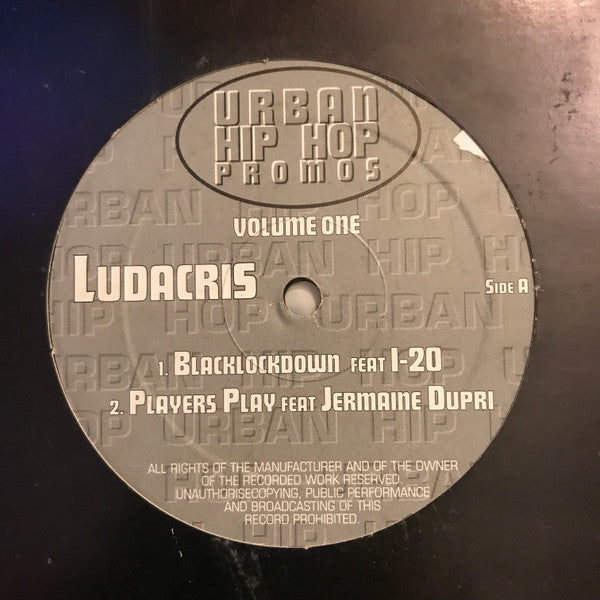 URBAN
HIP HOP
PROMOS
VOLUME ONE
LUDACRIS
SIDE A
1. BLACKLOCKDOWN FEAT I-20
2. PLAYERS PLAY FEAT JERMAINE DUPRI
ALL RIGHTS OF THE MANUFACTURER AND OF THE OWNER
OF THE RECORDED WORK RESERVED.
UNAUTHORISECOPYING, PUBLIC PERFORMANCE
AND BROADCASTING OF THIS
RECORD PROHIBITED.